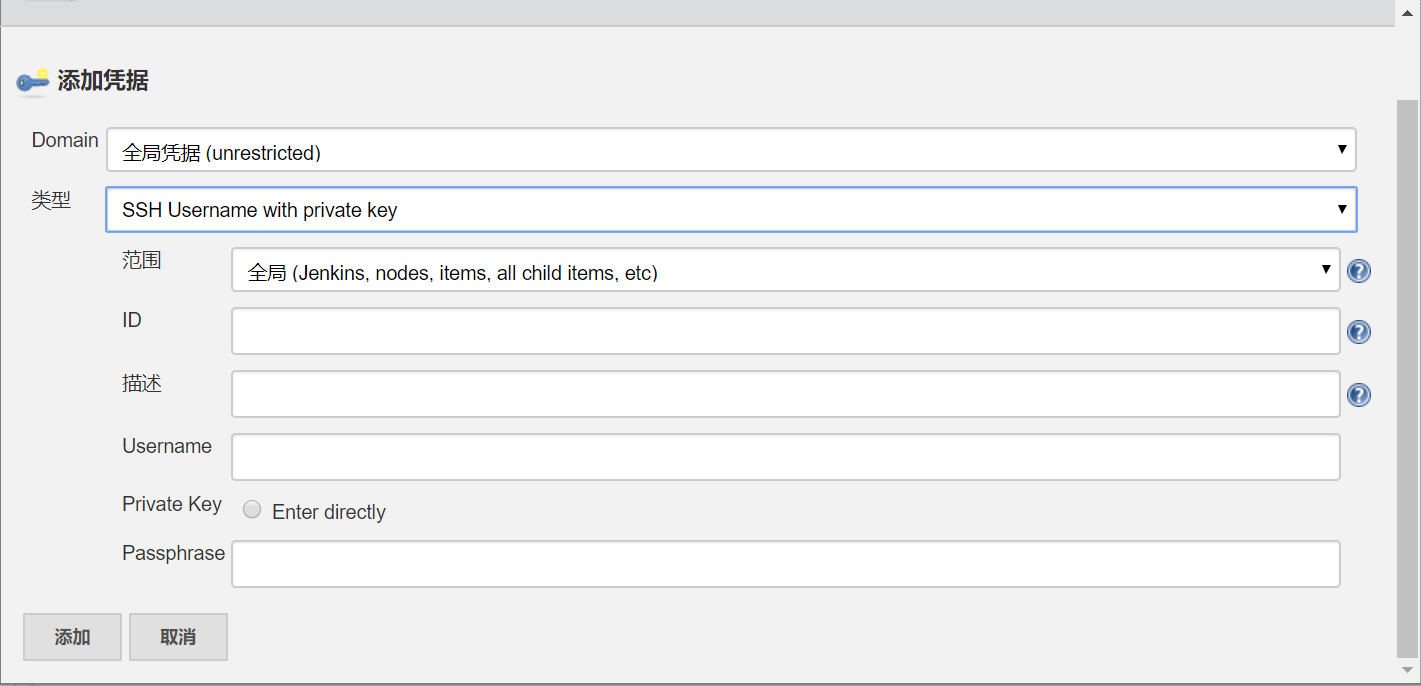 添加凭据
Domain
全局凭据 (unrestricted)
类型
SSH Username with private key
范围
全局 (Jenkins, nodes, items, all child items, etc)
ID
描述
Username
Private Key
Enter directly
Passphrase
添加
取消